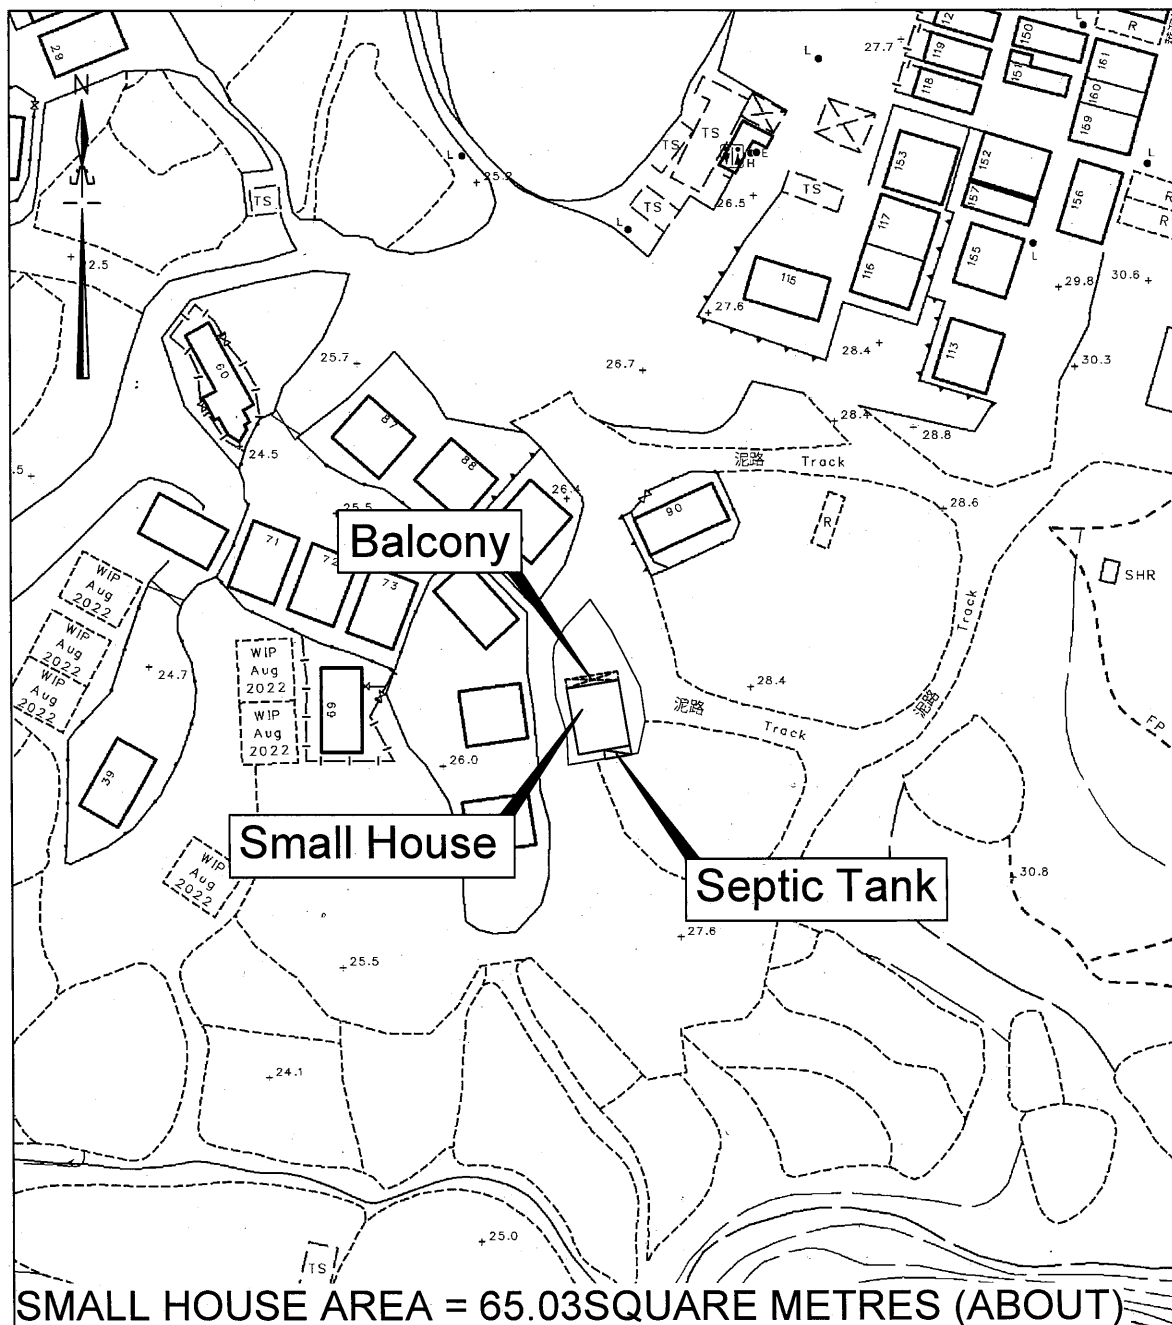 29
N
TS
22.5
25.2
L
L
27.7
L
TS
TS
TS
26.5
E
L
TS
119
118
150
151
R
161
160
159
L
153
152
157
156
R
R
117
116
155
L
115
27.6
28.4
113
29.8
30.6
30.3
60
25.7
26.7
28.4
28.8
24.5
87
88
泥路 Track
25.5
26.1
90
R
28.6
Balcony
71
72
73
SHR
WIP
Aug
2022
WIP
Aug
2022
WIP
Aug
2022
24.7
WIP
Aug
2022
WIP
Aug
2022
69
Track
泥路
28.4
泥路
Track
FP
39
26.0
Small House
WIP
Aug
2022
Septic Tank
30.8
27.6
25.5
24.1
25.0
TS
SMALL HOUSE AREA = 65.03SQUARE METRES (ABOUT)